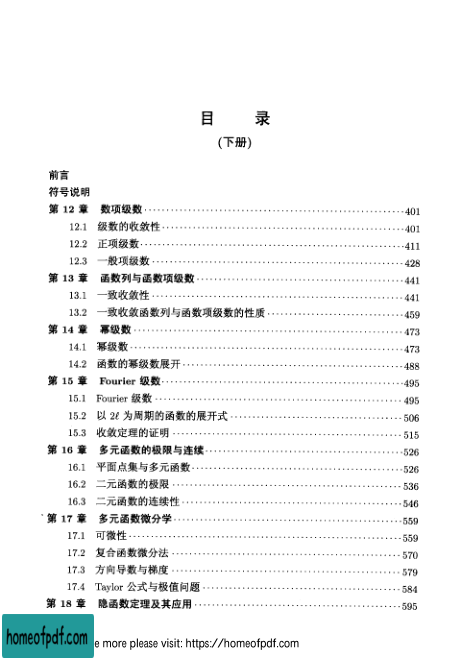 目 录
(下册)
前言
符号说明
第 12 章 数项级数 401
12.1 级数的收敛性 401
12.2 正项级数 411
12.3 一般项级数 428
第 13 章 函数列与函数项级数 441
13.1 一致收敛性 441
13.2 一致收敛函数列与函数项级数的性质 459
第 14 章 幂级数 473
14.1 幂级数 473
14.2 函数的幂级数展开 488
第 15 章 Fourier 级数 495
15.1 Fourier 级数 495
15.2 以 2ℓ 为周期的函数的展开式 506
15.3 收敛定理的证明 515
第 16 章 多元函数的极限与连续 526
16.1 平面点集与多元函数 526
16.2 二元函数的极限 536
16.3 二元函数的连续性 546
第 17 章 多元函数微分学 559
17.1 可微性 559
17.2 复合函数微分法 570
17.3 方向导数与梯度 579
17.4 Taylor 公式与极值问题 584
第 18 章 隐函数定理及其应用 595
homeofpdf.com
e more please visit: https://homeofpdf.com